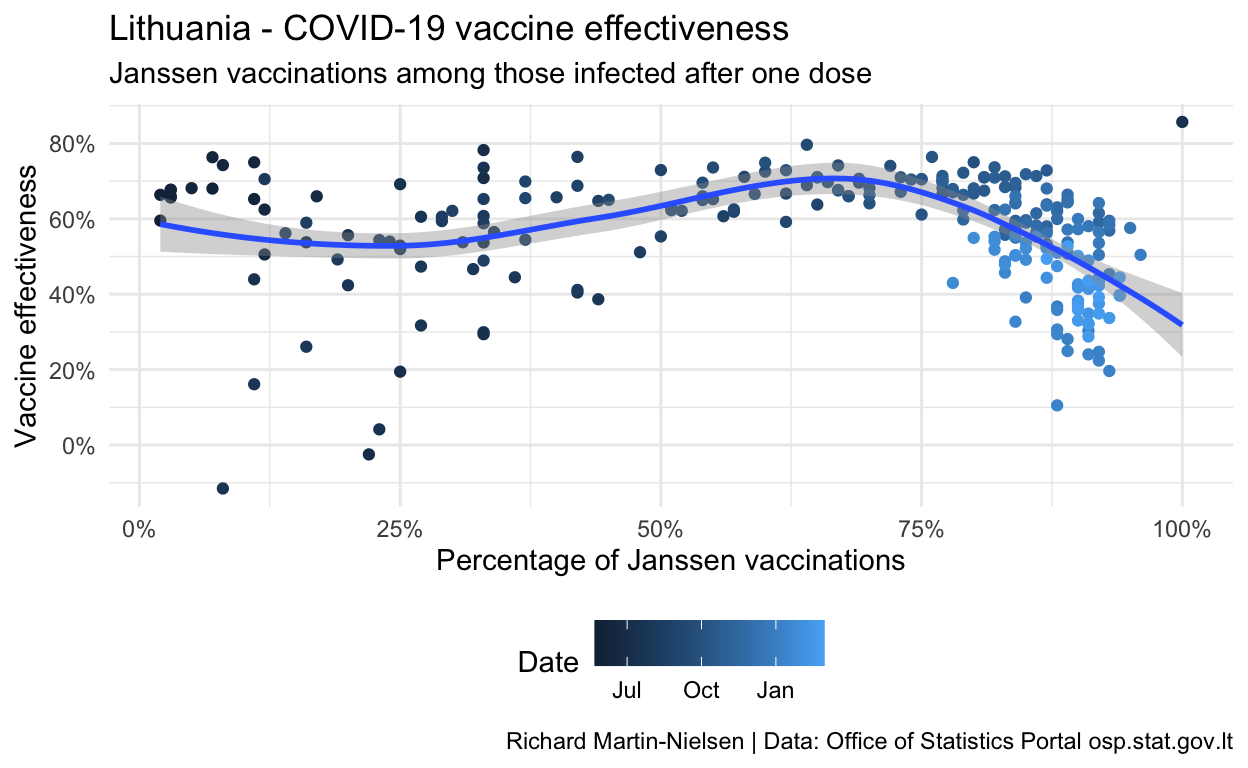 Lithuania - COVID-19 vaccine effectiveness
Janssen vaccinations among those infected after one dose
Vaccine effectiveness
80%
60%
40%
20%
0%
0% 25% 50% 75% 100%
Percentage of Janssen vaccinations
Date
Jul Oct Jan
Richard Martin-Nielsen | Data: Office of Statistics Portal osp.stat.gov.lt